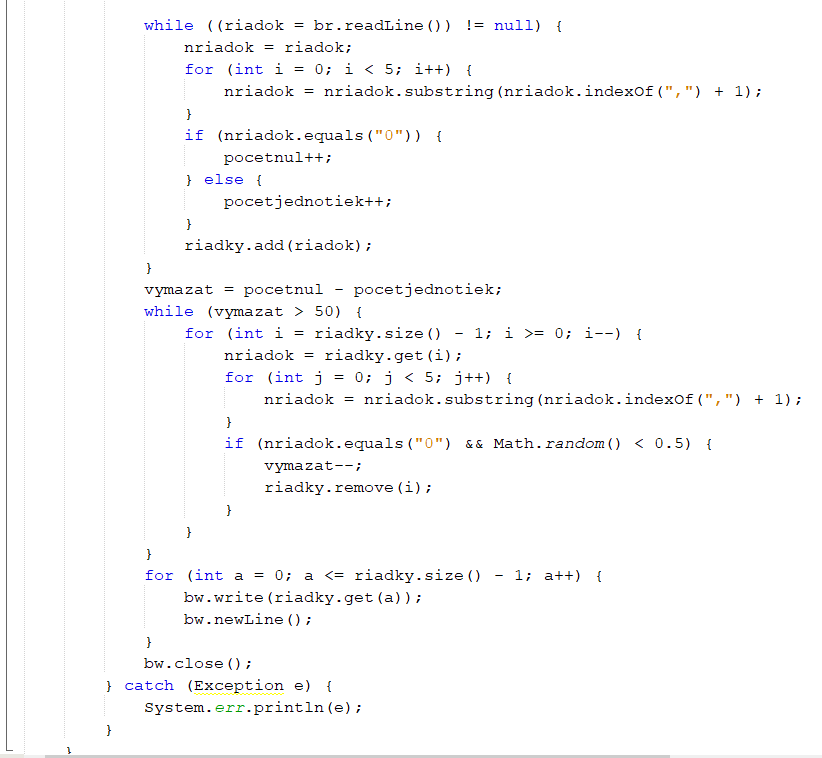 while ((riadok = br.readLine()) != null) {
nriadok = riadok;
for (int i = 0; i < 5; i++) {
nriadok = nriadok.substring(nriadok.indexOf(",") + 1);
}
if (nriadok.equals("0")) {
pocetnul++;
} else {
pocetjednotiek++;
}
riadky.add(riadok);
}
vymazat = pocetnul - pocetjednotiek;
while (vymazat > 50) {
for (int i = riadky.size() - 1; i >= 0; i--) {
nriadok = riadky.get(i);
for (int j = 0; j < 5; j++) {
nriadok = nriadok.substring(nriadok.indexOf(",") + 1);
}
if (nriadok.equals("0") && Math.random() < 0.5) {
vymazat--;
riadky.remove(i);
}
}
}
for (int a = 0; a <= riadky.size() - 1; a++) {
bw.write(riadky.get(a));
bw.newLine();
}
bw.close();
} catch (Exception e) {
System.err.println(e);
}
}